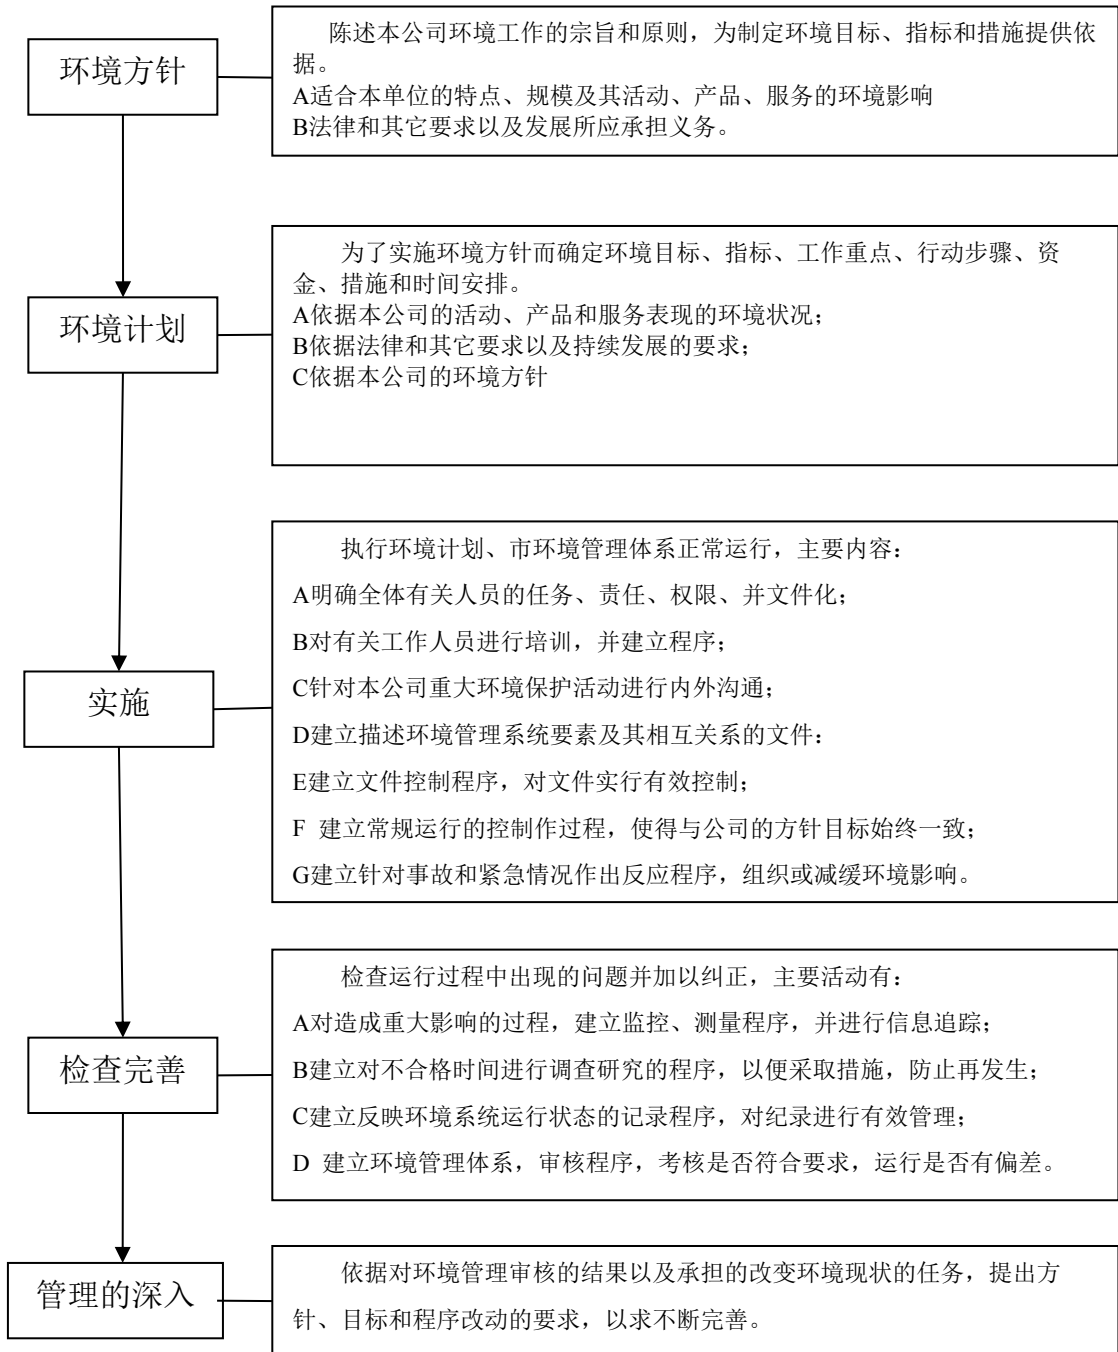 环境方针
陈述本公司环境工作的宗旨和原则，为制定环境目标、指标和措施提供依
据。
A适合本单位的特点、规模及其活动、产品、服务的环境影响
B法律和其它要求以及发展所应承担义务。
环境计划
为了实施环境方针而确定环境目标、指标、工作重点、行动步骤、资
金、措施和时间安排。
A依据本公司的活动、产品和服务表现的环境状况；
B依据法律和其它要求以及持续发展的要求；
C依据本公司的环境方针
实施
执行环境计划、市环境管理体系正常运行，主要内容：
A明确全体有关人员的任务、责任、权限、并文件化；
B对有关工作人员进行培训，并建立程序；
C针对本公司重大环境保护活动进行内外沟通；
D建立描述环境管理系统要素及其相互关系的文件：
E建立文件控制程序，对文件实行有效控制；
F 建立常规运行的控制作过程，使得与公司的方针目标始终一致；
G建立针对事故和紧急情况作出反应程序，组织或减缓环境影响。
检查完善
检查运行过程中出现的问题并加以纠正，主要活动有：
A对造成重大影响的过程，建立监控、测量程序，并进行信息追踪；
B建立对不合格时间进行调查研究的程序，以便采取措施，防止再发生；
C建立反映环境系统运行状态的记录程序，对纪录进行有效管理；
D 建立环境管理体系，审核程序，考核是否符合要求，运行是否有偏差。
管理的深入
依据对环境管理审核的结果以及承担的改变环境现状的任务，提出方
针、目标和程序改动的要求，以求不断完善。